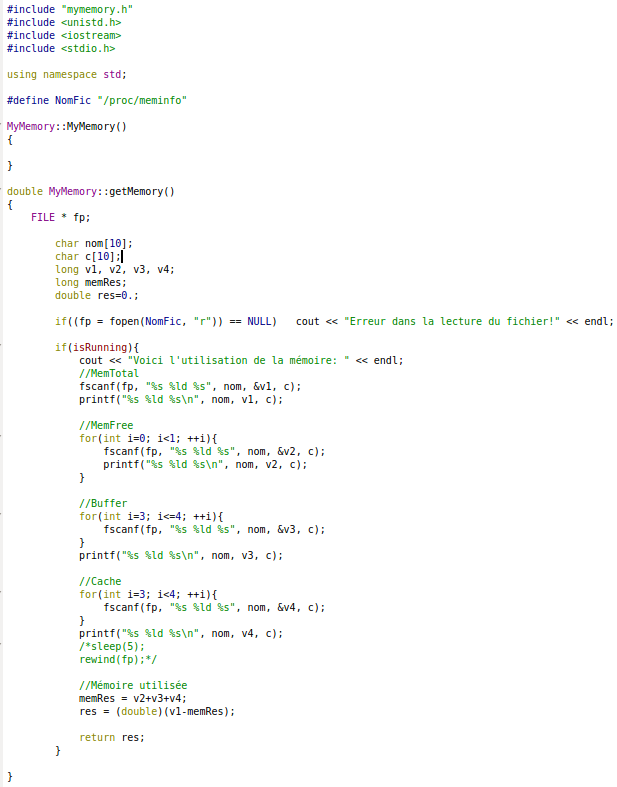 #include "mymemory.h"
#include <unistd.h>
#include <iostream>
#include <stdio.h>

using namespace std;

#define NomFic "/proc/meminfo"

MyMemory::MyMemory()
{

}

double MyMemory::getMemory()
{
    FILE * fp;

        char nom[10];
        char c[10];
        long v1, v2, v3, v4;
        long memRes;
        double res=0.;

        if((fp = fopen(NomFic, "r")) == NULL)   cout << "Erreur dans la lecture du fichier!" << endl;

        if(isRunning){
            cout << "Voici l'utilisation de la mémoire: " << endl;
            //MemTotal
            fscanf(fp, "%s %ld %s", nom, &v1, c);
            printf("%s %ld %s\n", nom, v1, c);

            //MemFree
            for(int i=0; i<1; ++i){
                fscanf(fp, "%s %ld %s", nom, &v2, c);
                printf("%s %ld %s\n", nom, v2, c);
            }

            //Buffer
            for(int i=3; i<=4; ++i){
                fscanf(fp, "%s %ld %s", nom, &v3, c);
            }
            printf("%s %ld %s\n", nom, v3, c);

            //Cache
            for(int i=3; i<4; ++i){
                fscanf(fp, "%s %ld %s", nom, &v4, c);
            }
            printf("%s %ld %s\n", nom, v4, c);
            /*sleep(5);
            rewind(fp);*/

            //Mémoire utilisée
            memRes = v2+v3+v4;
            res = (double)(v1-memRes);

            return res;
        }

}